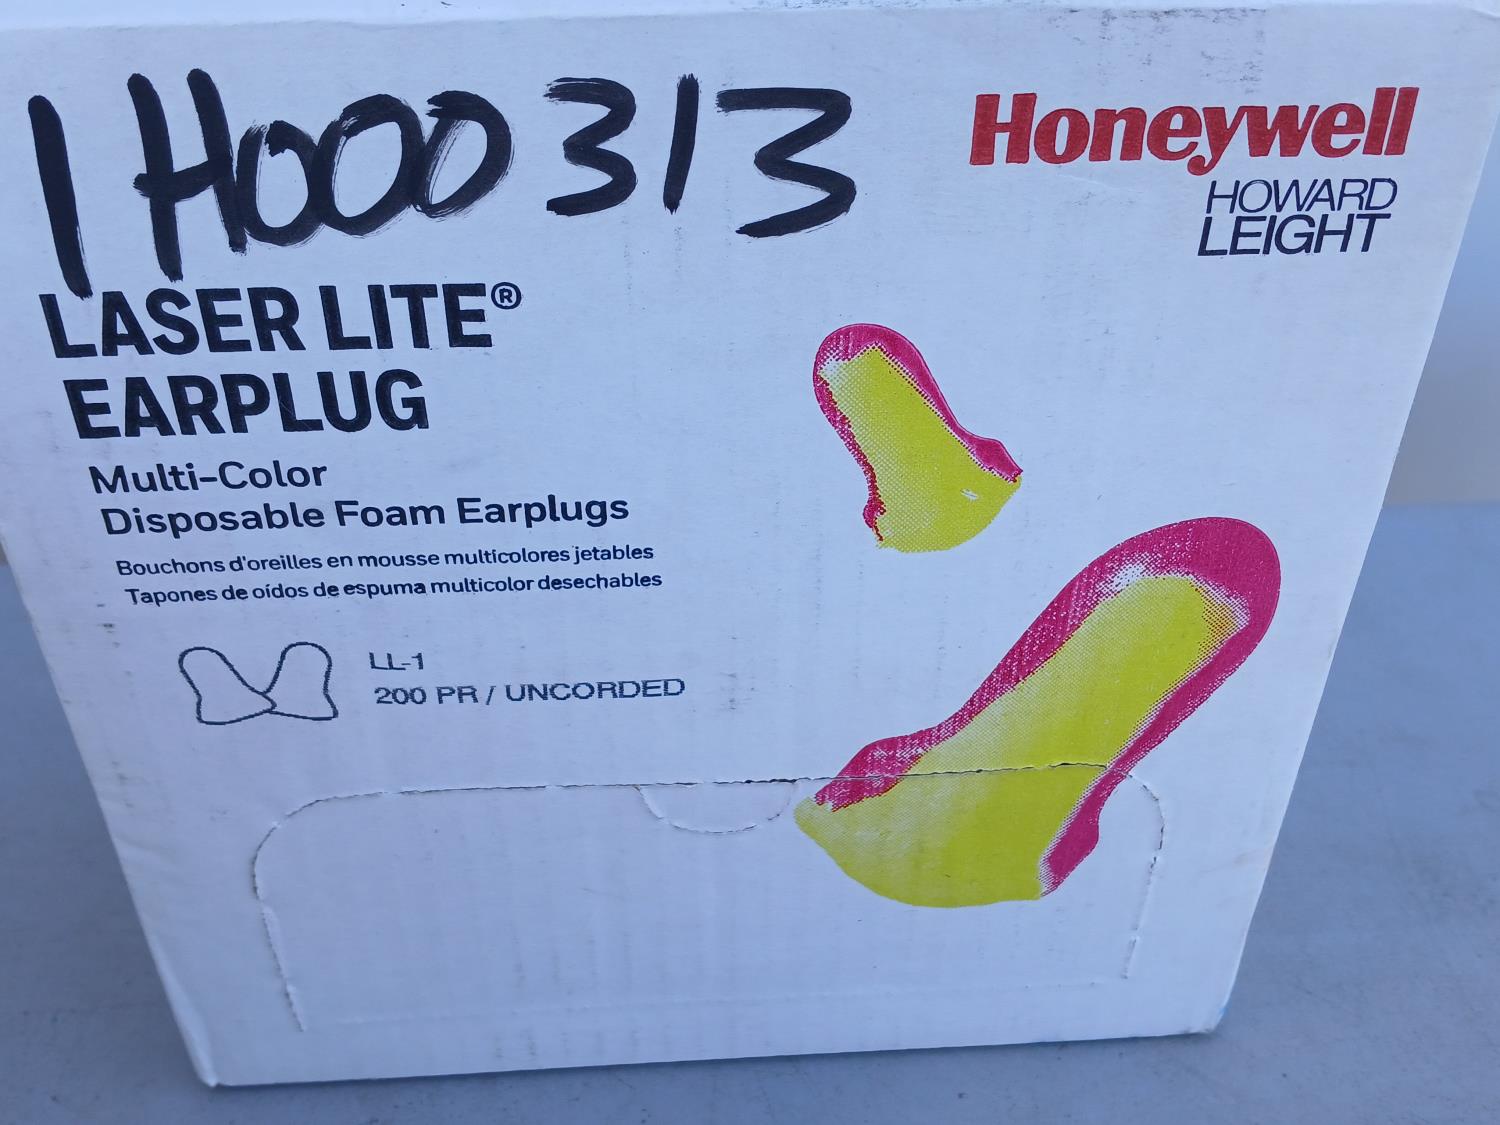 1H000313
Honeywell
HOWARD
LEIGHT
LASER LITE®
EARPLUG
Multi-Color
Disposable Foam Earplugs
Bouchons d'oreilles en mousse multicolores jetables
Tapones de oídos de espuma multicolor desechables
LL-1
200 PR / UNCORDED